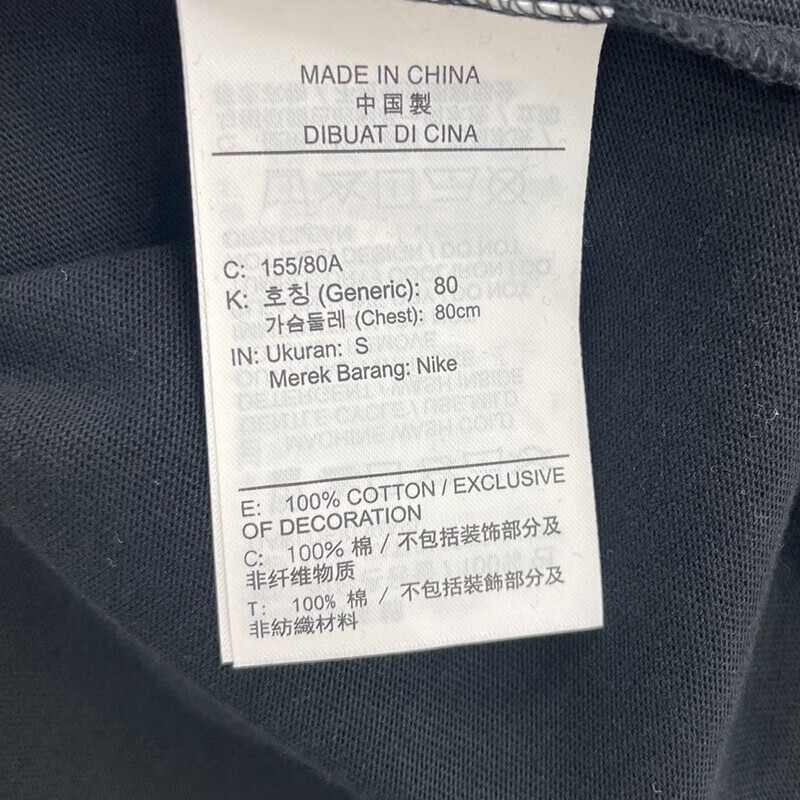 MADE IN CHINA
中国製
DIBUAT DI CINA
C: 155/80A
K: 호칭 (Generic): 80
가슴둘레 (Chest): 80cm
IN: Ukuran: S
Merek Barang: Nike
E: 100% COTTON / EXCLUSIVE
OF DECORATION
C: 100% 棉 / 不包括装饰部分及
非纤维物质
T: 100% 棉 / 不包括裝飾部分及
非紡織材料